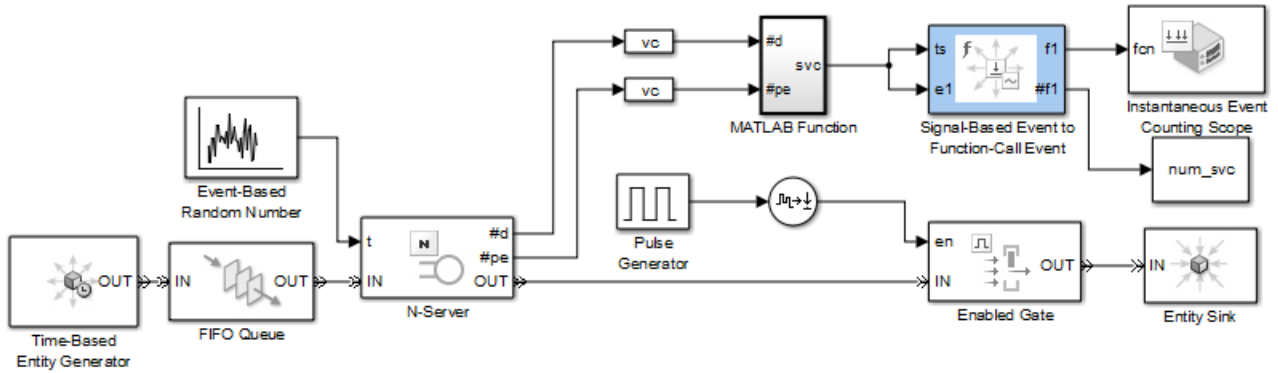 vc
#d
svc
#pe
MATLAB Function
vc
ts
f1
e1
#f1
Signal-Based Event to
Function-Call Event
fcn
Instantaneous Event
Counting Scope
num_svc
Event-Based
Random Number
Pulse
Generator
OUT
Time-Based
Entity Generator
IN
OUT
FIFO Queue
t
N
#d
#pe
IN
OUT
N-Server
en
IN
OUT
Enabled Gate
IN
Entity Sink